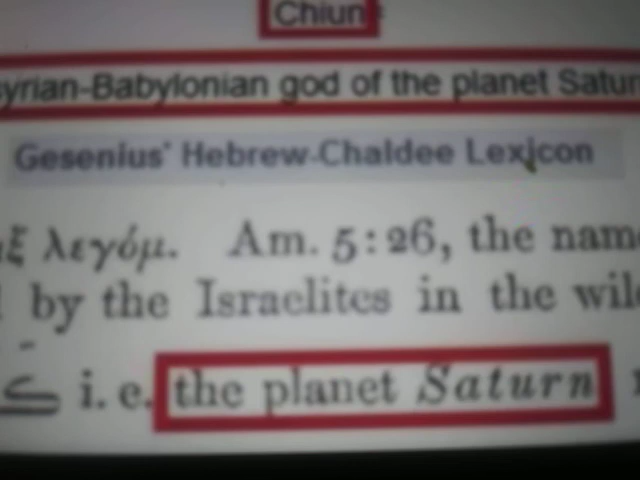 Chiun:
syrian-Babylonian god of the planet Satur
Gesenius' Hebrew-Chaldee Lexicon
ξ λεγόμ. Am. 5:26, the nam
by the Israelites in the wil
i. e. the planet Saturn